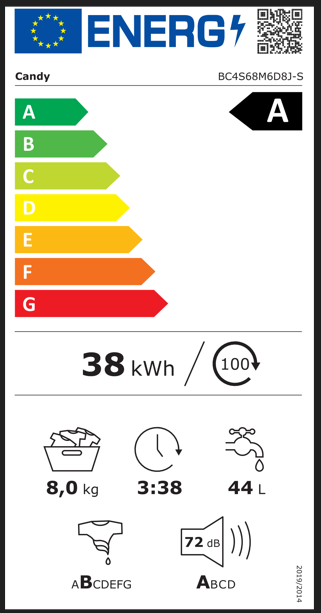 ENERG
Candy BC4S68M6D8J-S
A
A
B
C
D
E
F
G
38 kWh / 100
8,0 kg 3:38 44 L
72 dB
ABCDEFG ABCD
2019/2014